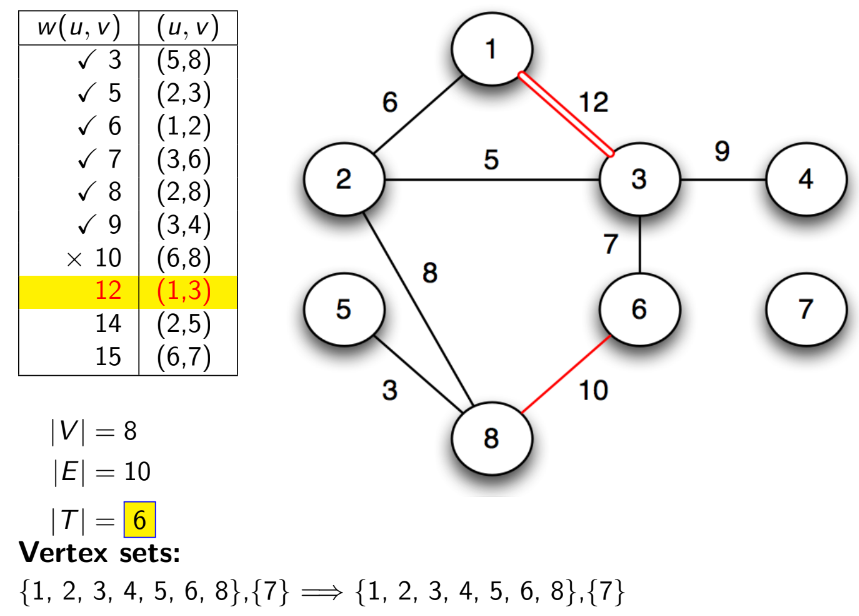 w(u, v) (u, v)
✓ 3 (5,8)
✓ 5 (2,3)
✓ 6 (1,2)
✓ 7 (3,6)
✓ 8 (2,8)
✓ 9 (3,4)
× 10 (6,8)
12 (1,3)
14 (2,5)
15 (6,7)
1
6 12
2 5 3 9 4
8 7
5 6 7
3 10
8
|V| = 8
|E| = 10
|T| = 6
Vertex sets:
{1, 2, 3, 4, 5, 6, 8},{7} ⟹ {1, 2, 3, 4, 5, 6, 8},{7}